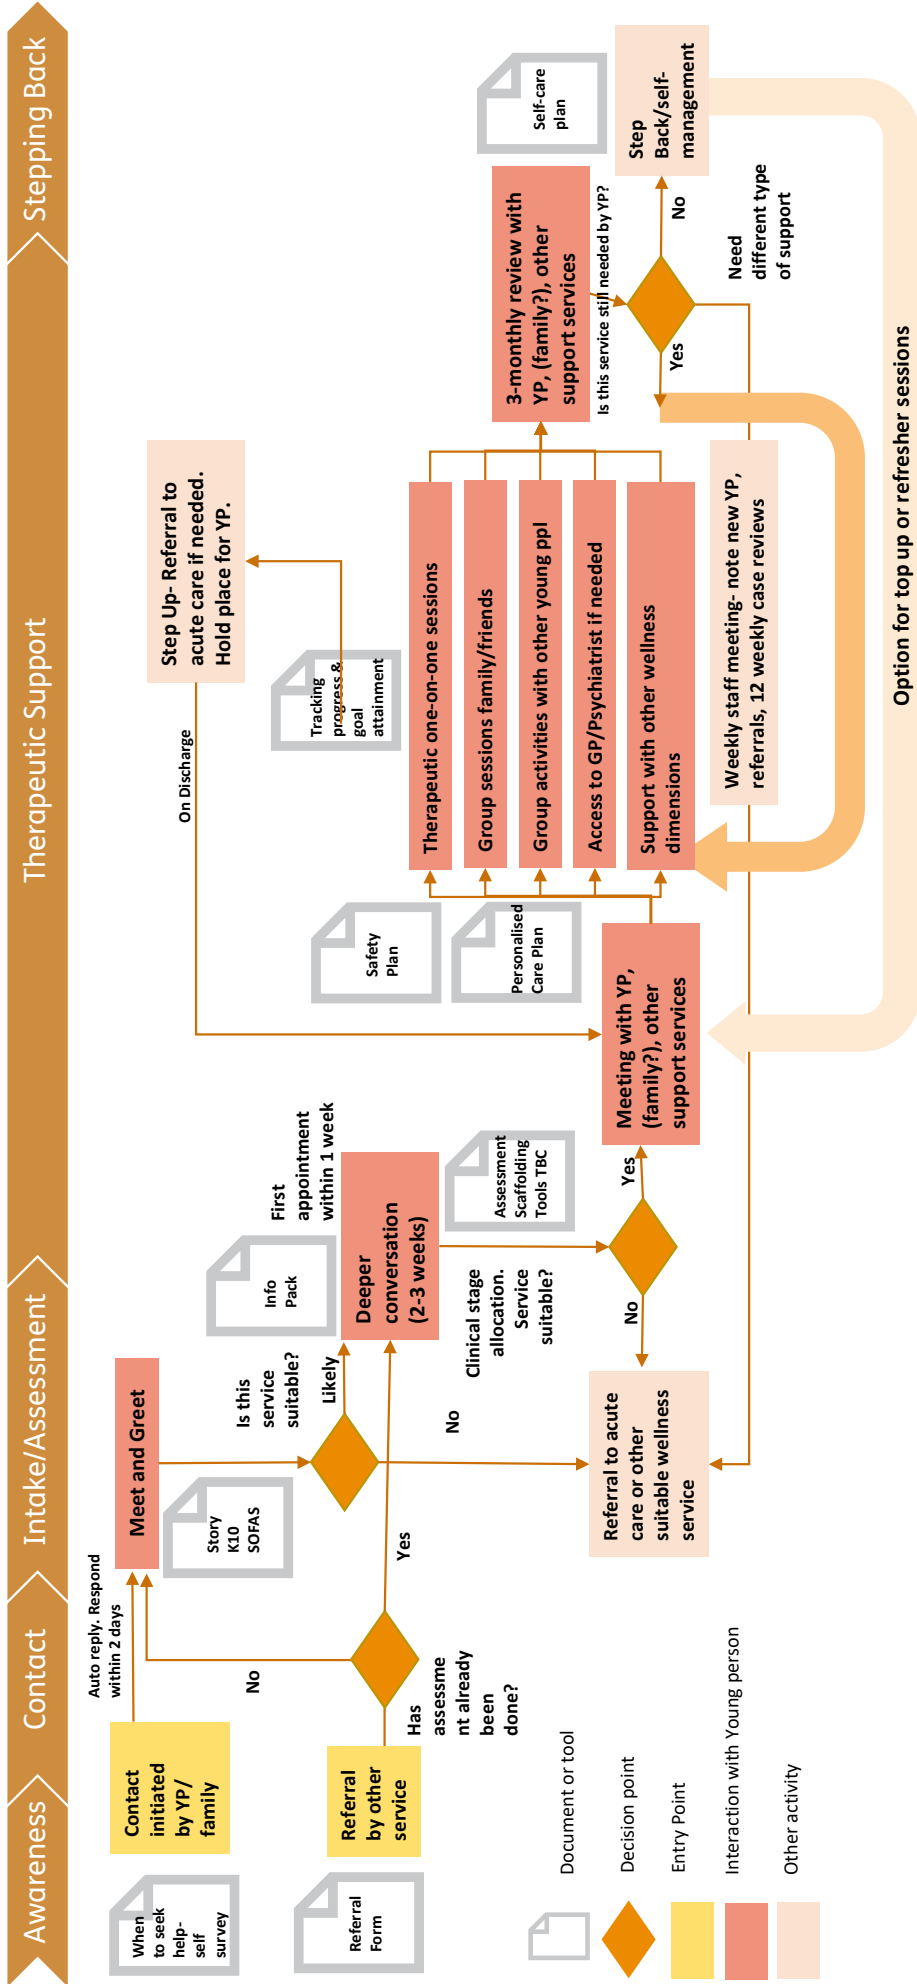 Awareness
Contact
Intake/Assessment
Therapeutic Support
Stepping Back
When
to seek
help-
self
survey
Contact
initiated
by YP/
family
Auto reply. Respond
within 2 days
Meet and Greet
Story
K10
SOFAS
Referral
Form
Referral
by other
service
Has
assessme
nt already
been
done?
No
Yes
Is this
service
suitable?
Likely
No
Info
Pack
First
appointment
within 1 week
Deeper
conversation
(2-3 weeks)
Assessment
Scaffolding
Tools TBC
Clinical stage
allocation.
Service
suitable?
No
Yes
Referral to acute
care or other
suitable wellness
service
Meeting with YP,
(family?), other
support services
Safety
Plan
Personalised
Care Plan
On Discharge
Step Up- Referral to
acute care if needed.
Hold place for YP.
Tracking
progress &
goal
attainment
Therapeutic one-on-one sessions
Group sessions family/friends
Group activities with other young ppl
Access to GP/Psychiatrist if needed
Support with other wellness
dimensions
Weekly staff meeting- note new YP,
referrals, 12 weekly case reviews
3-monthly review with
YP, (family?), other
support services
Is this service still needed by YP?
Yes
No
Need
different type
of support
Self-care
plan
Step
Back/self-
management
Option for top up or refresher sessions
Document or tool
Decision point
Entry Point
Interaction with Young person
Other activity